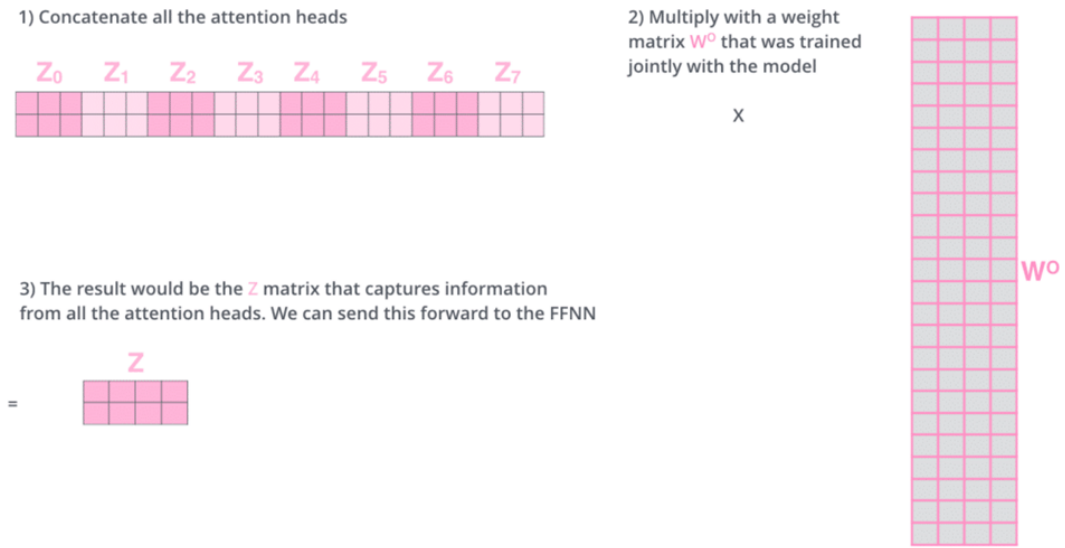 1) Concatenate all the attention heads
Z0 Z1 Z2 Z3 Z4 Z5 Z6 Z7
2) Multiply with a weight
matrix W^O that was trained
jointly with the model
X
W^O
3) The result would be the Z matrix that captures information
from all the attention heads. We can send this forward to the FFNN
Z
=